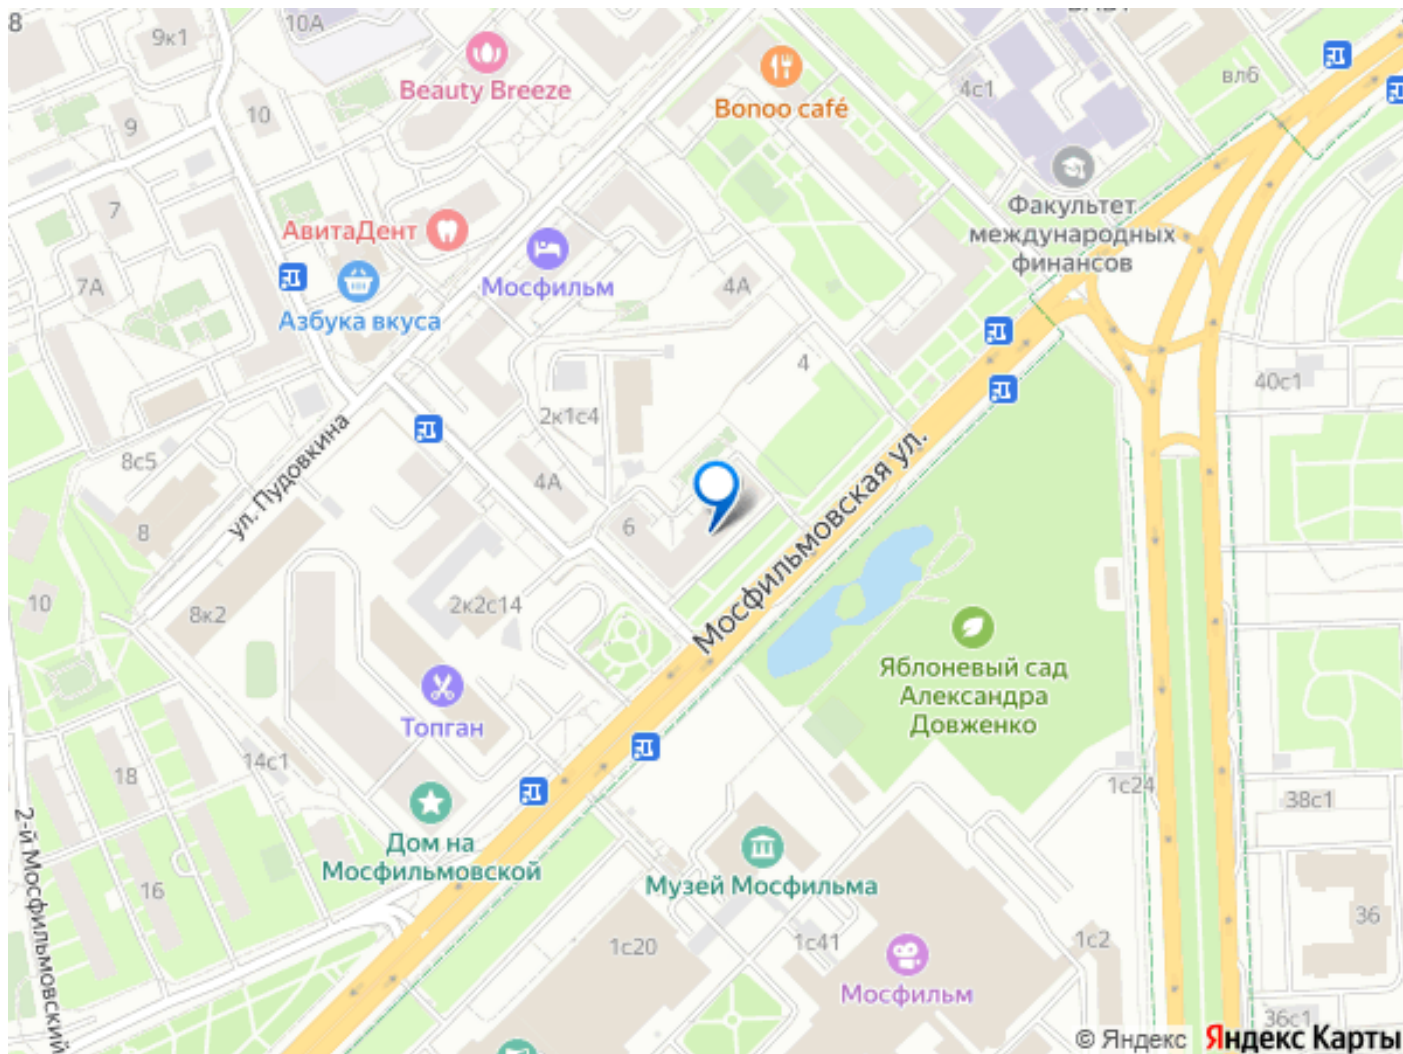 8
9к1
10А
Beauty Breeze
Bonoo café
4с1
вл6
9
10
Факультет
международных
финансов
7
АвитаДент
7А
Азбука вкуса
Мосфильм
4А
4
40с1
2к1с4
ул. Пудовкина
8с5
4А
8
6
Мосфильмовская ул.
10
8к2
2к2с14
Яблоневый сад
Александра
Довженко
Топган
14с1
18
1с24
38с1
2-й Мосфильмовский
Дом на
Мосфильмовской
16
Музей Мосфильма
36
1с20
1с41
1с2
Мосфильм
36с1
© Яндекс
Яндекс Карты